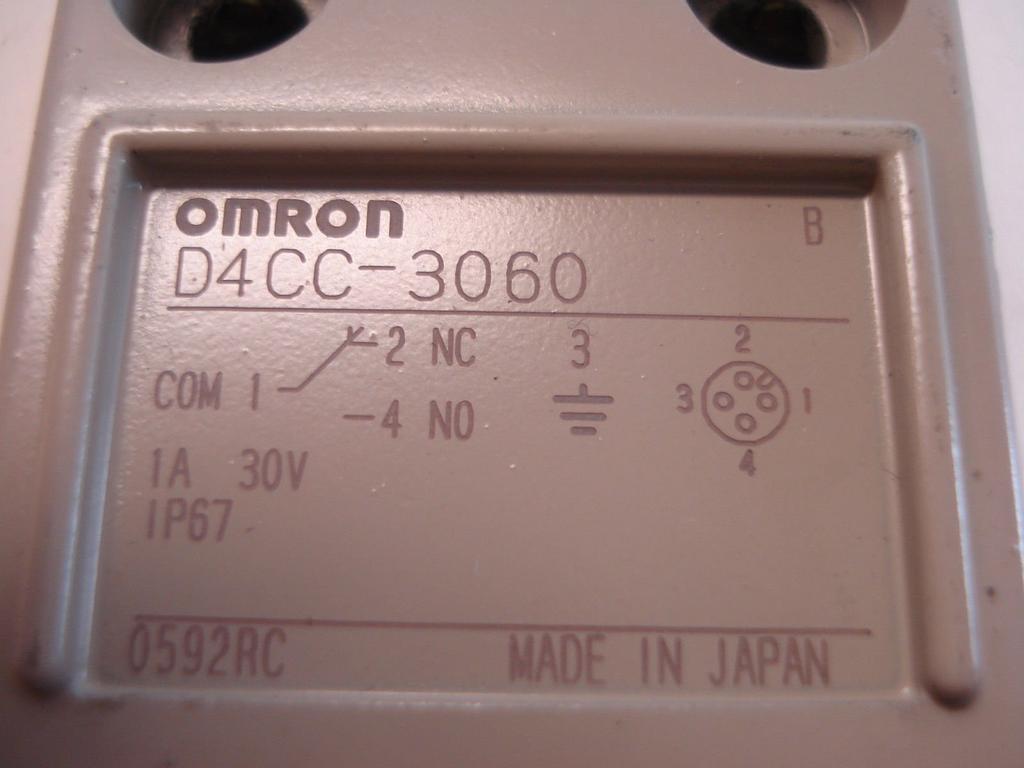 OMRON B
D4CC-3060
2 NC 3 2
COM 1 3 1
4 NO
4
1A 30V
IP67
0592RC MADE IN JAPAN